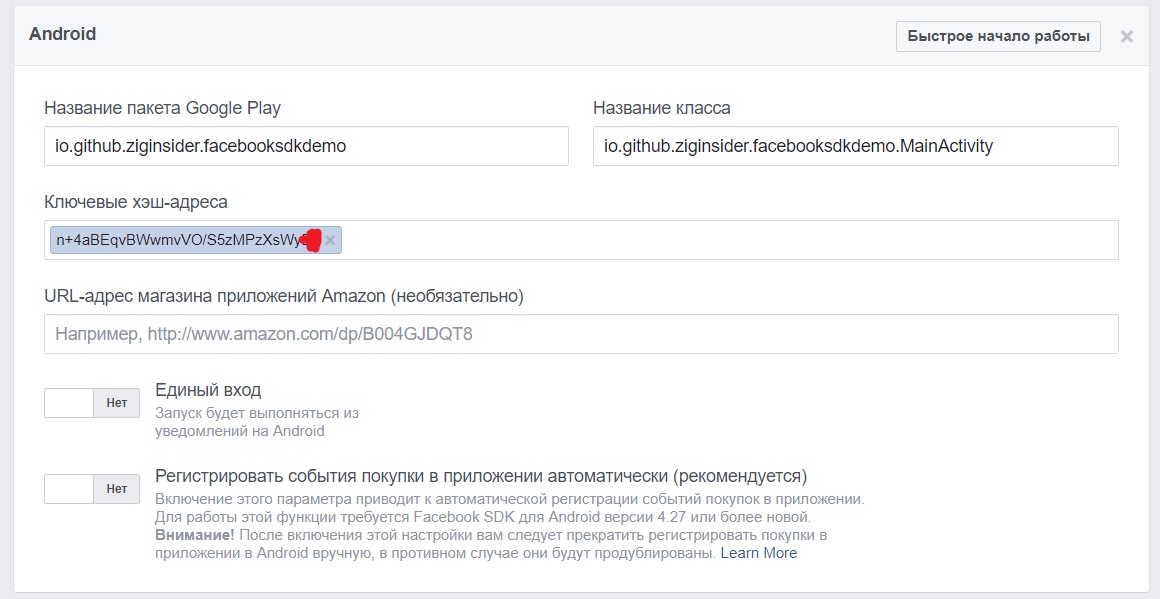 Android
Быстрое начало работы
Название пакета Google Play
Название класса
io.github.ziginsider.facebooksdkdemo
io.github.ziginsider.facebooksdkdemo.MainActivity
Ключевые хэш-адреса
URL-адрес магазина приложений Amazon (необязательно)
Например, http://www.amazon.com/dp/B004GJDQT8
Нет
Единый вход
Запуск будет выполняться из
уведомлений на Android
Нет
Регистрировать события покупки в приложении автоматически (рекомендуется)
Включение этого параметра приводит к автоматической регистрации событий покупок в приложении.
Для работы этой функции требуется Facebook SDK для Android версии 4.27 или более новой.
Внимание! После включения этой настройки вам следует прекратить регистрировать покупки в
приложении в Android вручную, в противном случае они будут продублированы. Learn More